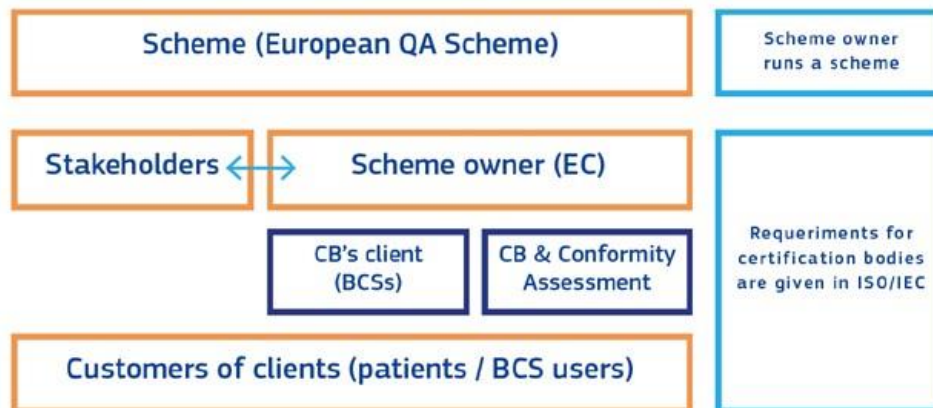 Scheme (European QA Scheme)
Scheme owner
runs a scheme
Stakeholders
Scheme owner (EC)
CB's client
(BCSs)
CB & Conformity
Assessment
Requeriments for
certification bodies
are given in ISO/IEC
Customers of clients (patients / BCS users)